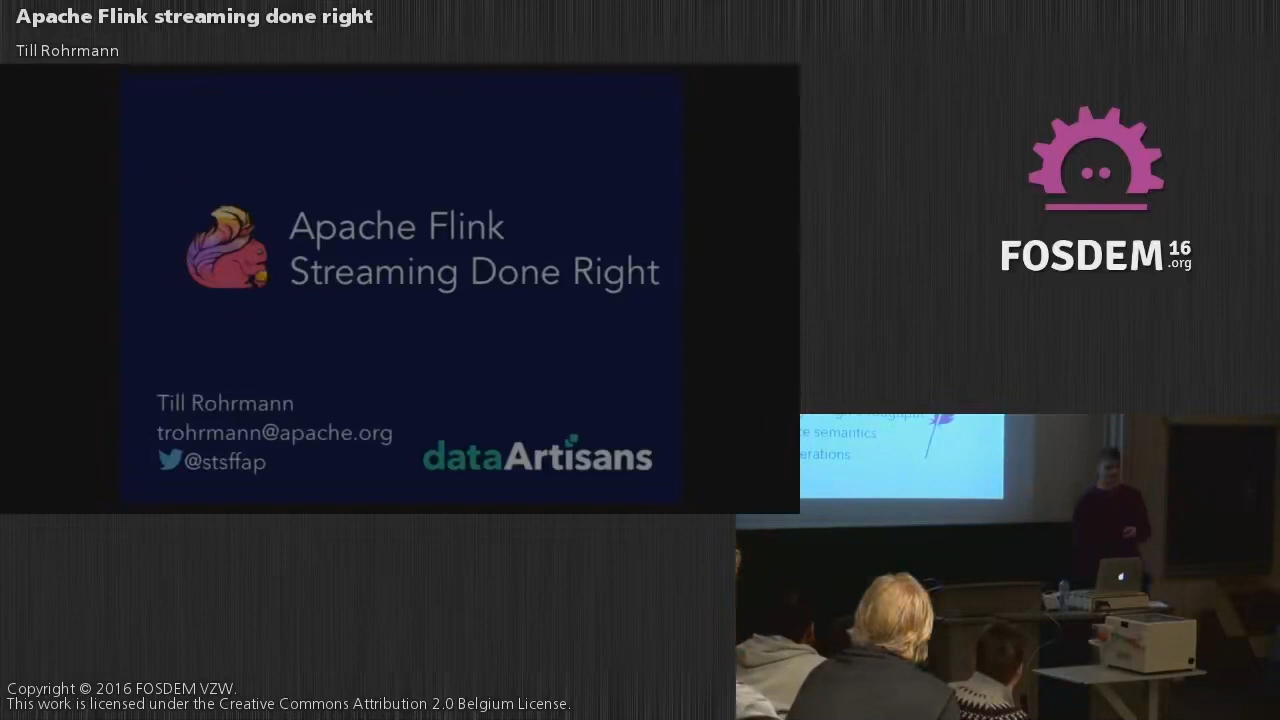 Apache Flink streaming done right
Till Rohrmann
Apache Flink
Streaming Done Right
Till Rohrmann
trohrmann@apache.org
@stsffap
dataArtisans
FOSDEM 16
.org
semantics
Copyright © 2016 FOSDEM VZW.
This work is licensed under the Creative Commons Attribution 2.0 Belgium License.